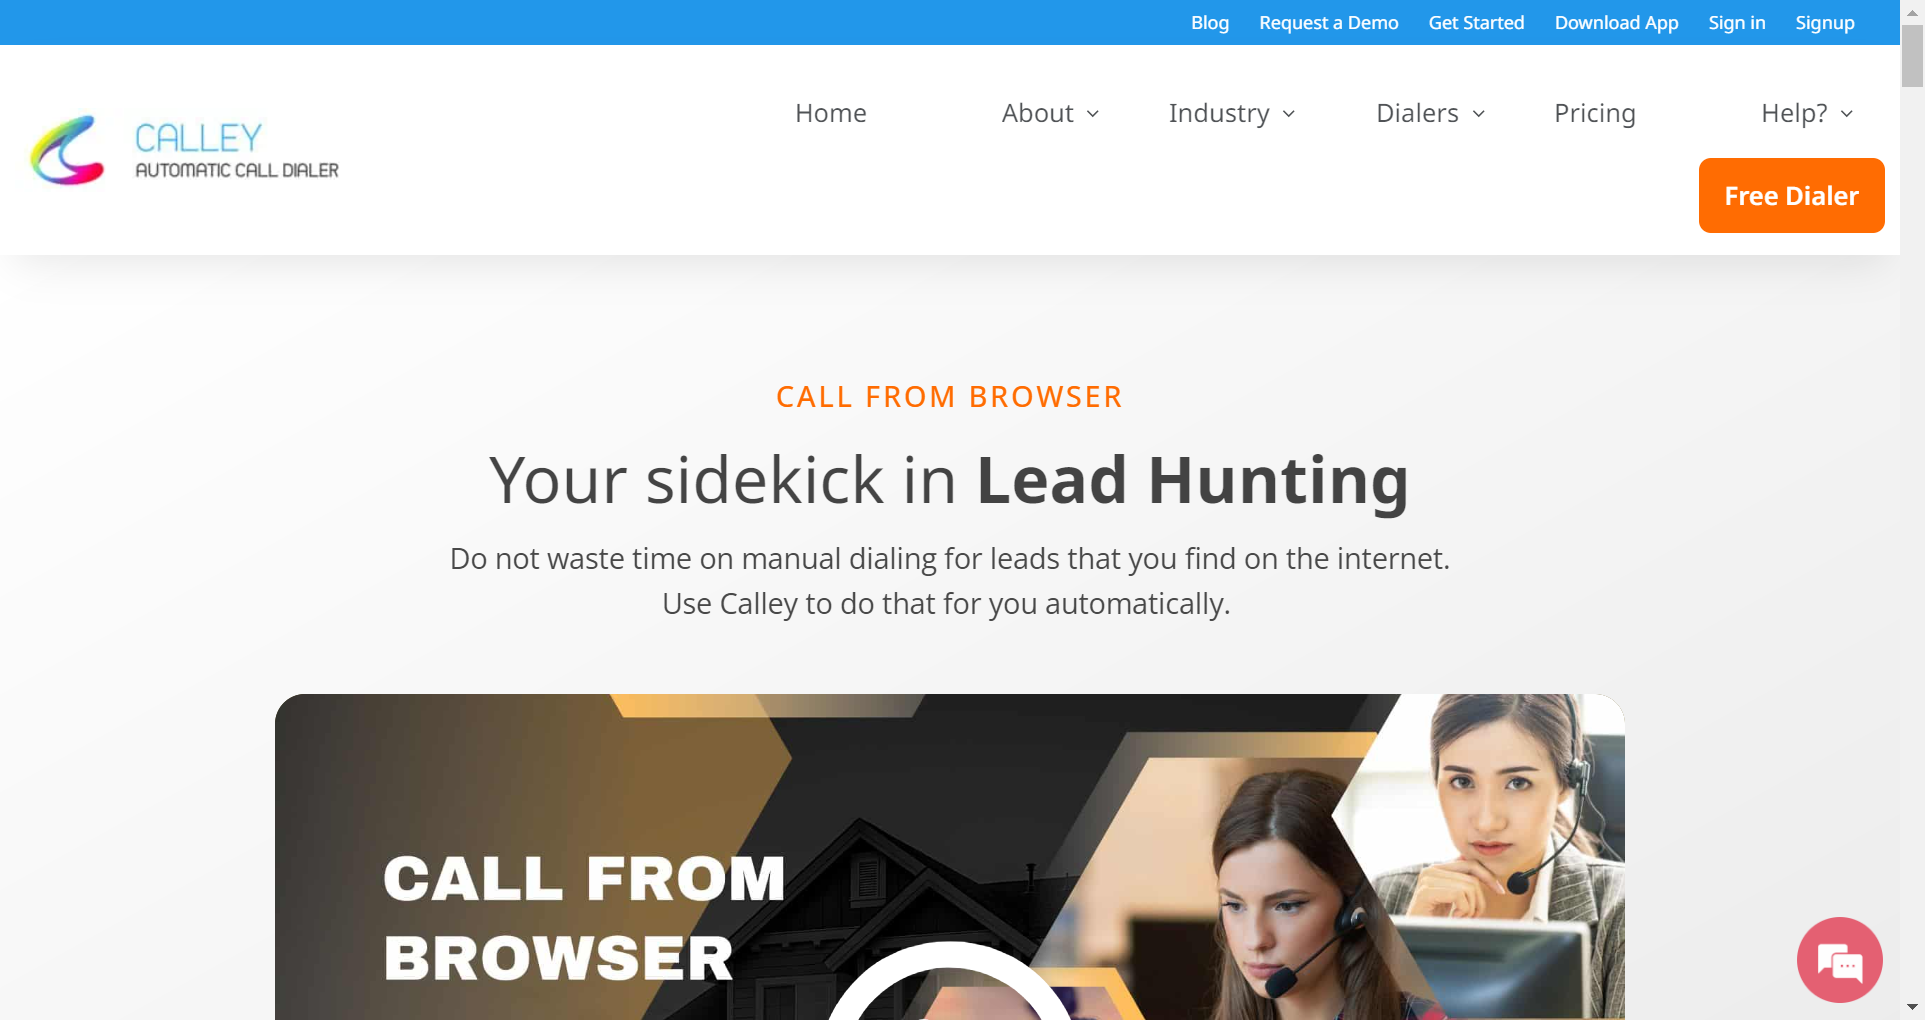 Blog Request a Demo Get Started Download App Sign in Signup
CALLEY
AUTOMATIC CALL DIALER
Home About Industry Dialers Pricing Help?
Free Dialer
CALL FROM BROWSER
Your sidekick in Lead Hunting
Do not waste time on manual dialing for leads that you find on the internet.
Use Calley to do that for you automatically.
CALL FROM
BROWSER